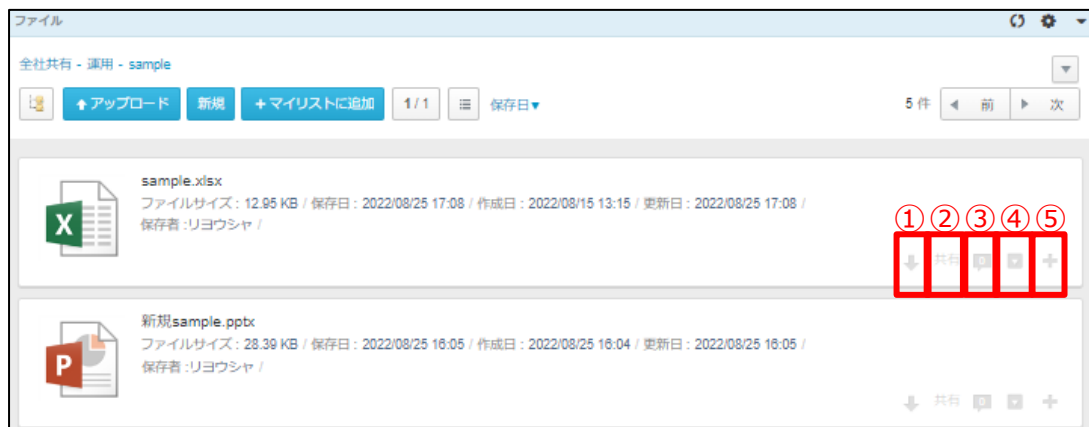 ファイル
全社共有 - 運用 - sample
アップロード 新規 +マイリストに追加 1/1 保存日▼ 5 件 前 次
sample.xlsx
ファイルサイズ : 12.95 KB / 保存日 : 2022/08/25 17:08 / 作成日 : 2022/08/15 13:15 / 更新日 : 2022/08/25 17:08 /
保存者 :リヨウシャ /
① ② ③ ④ ⑤
共有 0
新規sample.pptx
ファイルサイズ : 28.39 KB / 保存日 : 2022/08/25 16:05 / 作成日 : 2022/08/25 16:04 / 更新日 : 2022/08/25 16:05 /
保存者 :リヨウシャ /
共有 0